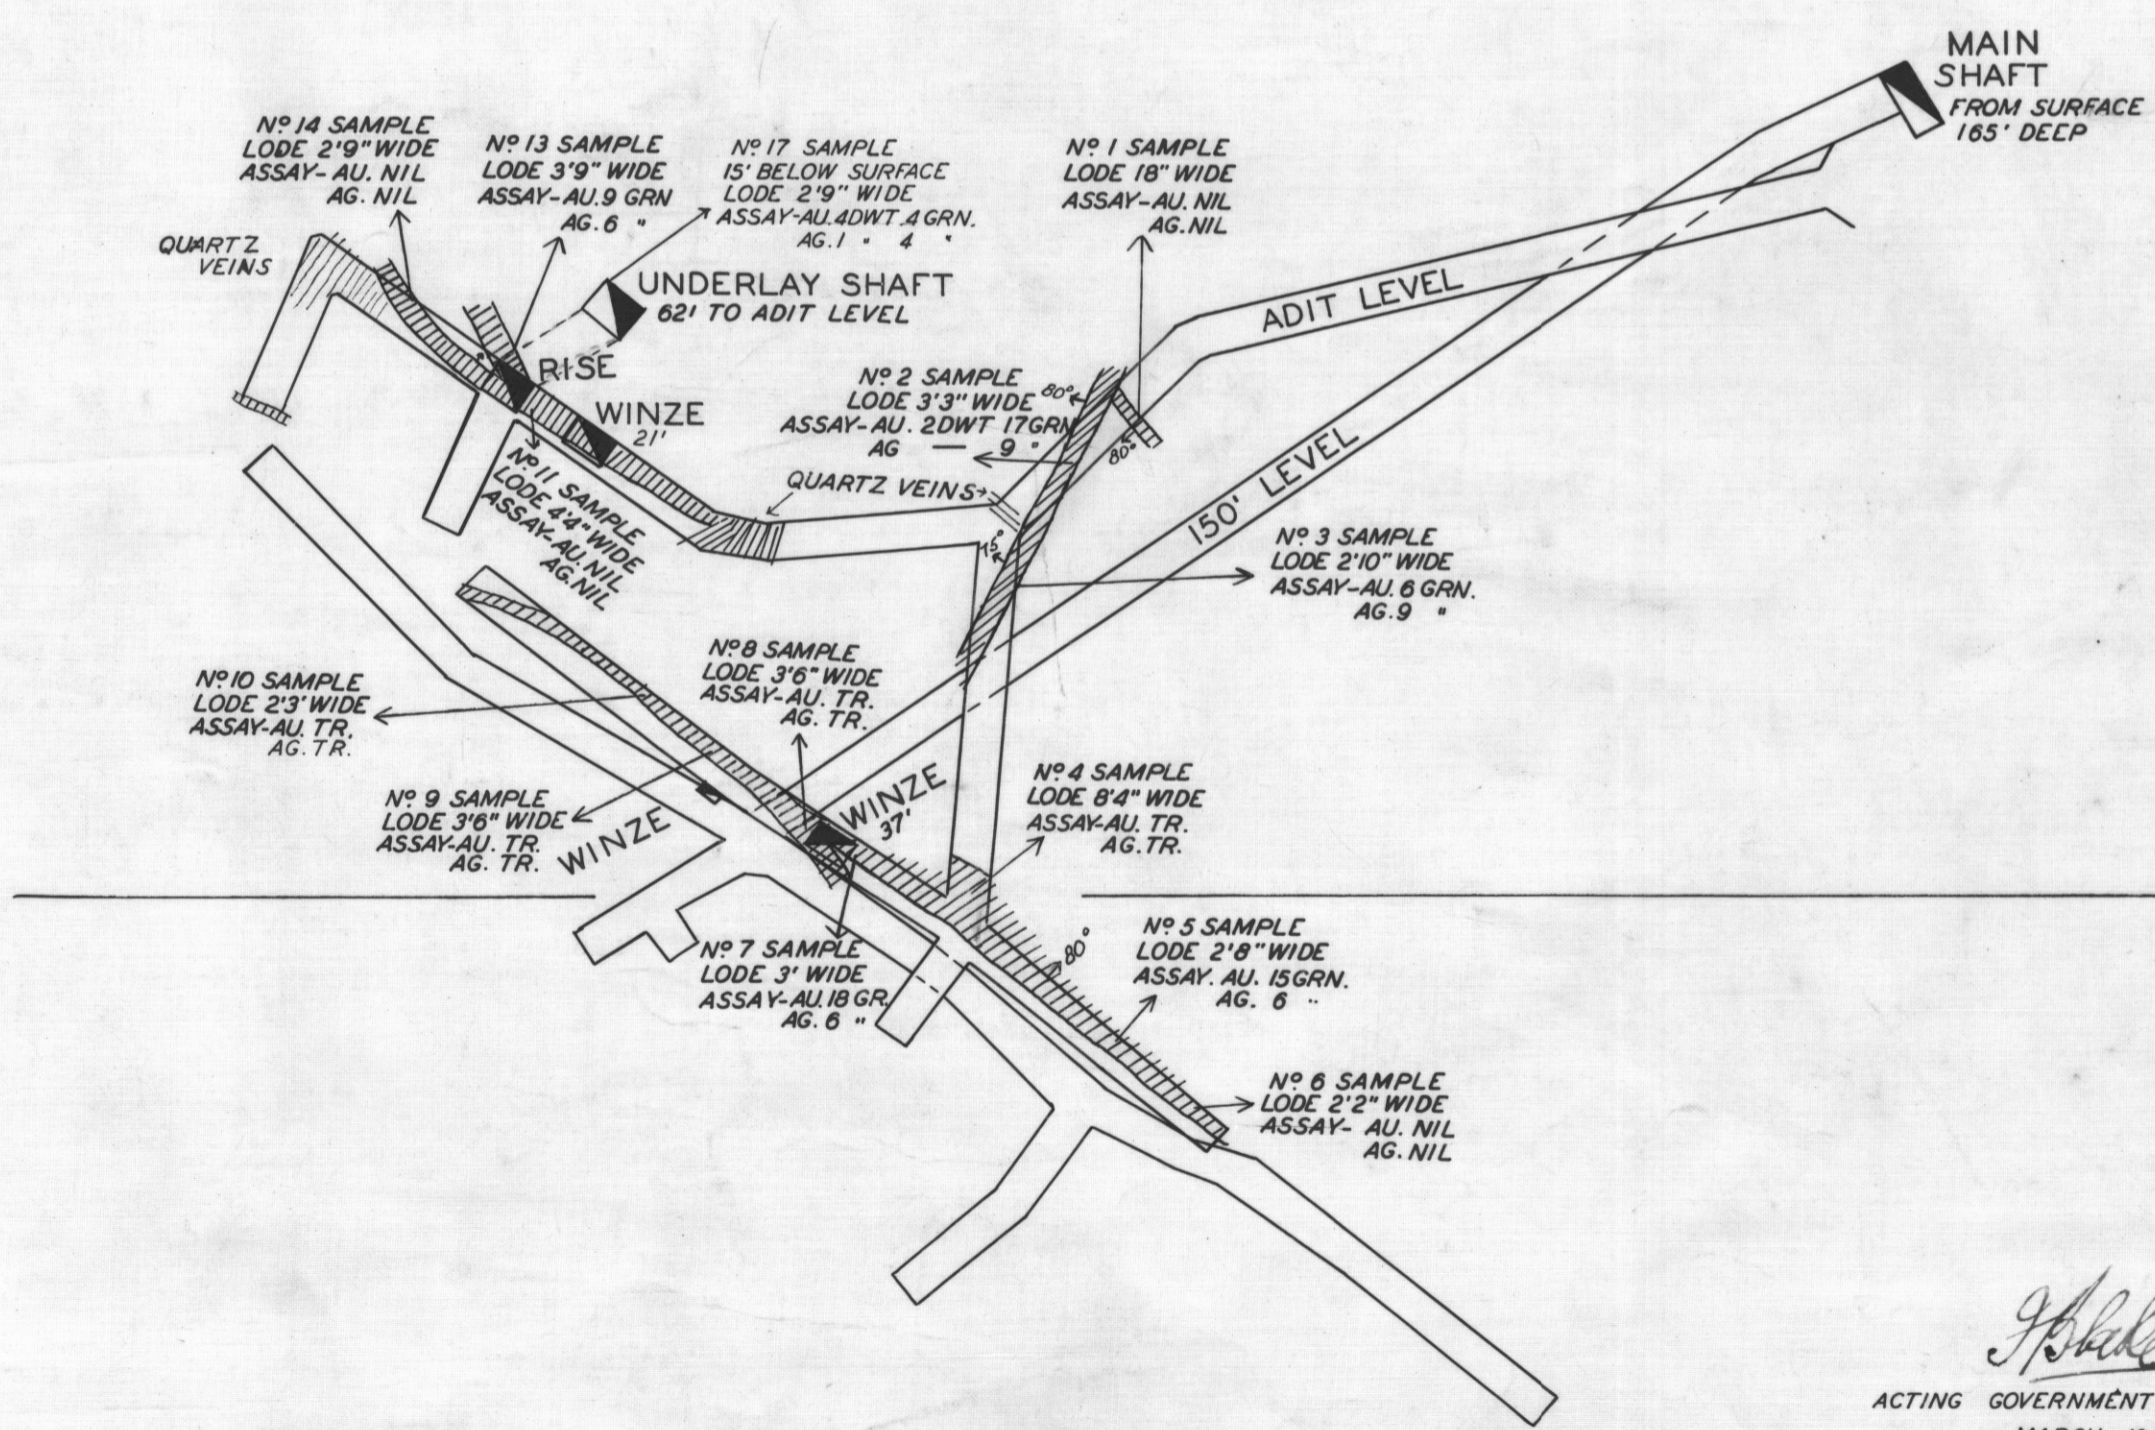 MAIN
SHAFT
FROM SURFACE
165' DEEP
Nº 14 SAMPLE
LODE 2'9" WIDE
ASSAY- AU. NIL
AG. NIL
Nº 13 SAMPLE
LODE 3'9" WIDE
ASSAY-AU. 9 GRN
AG. 6 "
Nº 17 SAMPLE
15' BELOW SURFACE
LODE 2'9" WIDE
ASSAY-AU. 4DWT. 4 GRN.
AG. 1 " 4 "
Nº 1 SAMPLE
LODE 18" WIDE
ASSAY-AU. NIL
AG. NIL
QUARTZ
VEINS
UNDERLAY SHAFT
62' TO ADIT LEVEL
ADIT LEVEL
RISE
WINZE
21'
Nº 2 SAMPLE
LODE 3'3" WIDE
ASSAY-AU. 2DWT 17GRN
AG — 9 "
80°
80°
Nº 11 SAMPLE
LODE 4'4" WIDE
ASSAY-AU. NIL
AG. NIL
QUARTZ VEINS
150' LEVEL
75°
Nº 3 SAMPLE
LODE 2'10" WIDE
ASSAY-AU. 6 GRN.
AG. 9 "
Nº 8 SAMPLE
LODE 3'6" WIDE
ASSAY-AU. TR.
AG. TR.
Nº 10 SAMPLE
LODE 2'3' WIDE
ASSAY-AU. TR.
AG. TR.
Nº 9 SAMPLE
LODE 3'6" WIDE
ASSAY-AU. TR.
AG. TR.
WINZE
WINZE
37'
Nº 4 SAMPLE
LODE 8'4" WIDE
ASSAY-AU. TR.
AG. TR.
Nº 7 SAMPLE
LODE 3' WIDE
ASSAY-AU. 18 GR.
AG. 6 "
80°
Nº 5 SAMPLE
LODE 2'8" WIDE
ASSAY. AU. 15GRN.
AG. 6 "
Nº 6 SAMPLE
LODE 2'2" WIDE
ASSAY- AU. NIL
AG. NIL
ACTING GOVERNMENT
MARCH